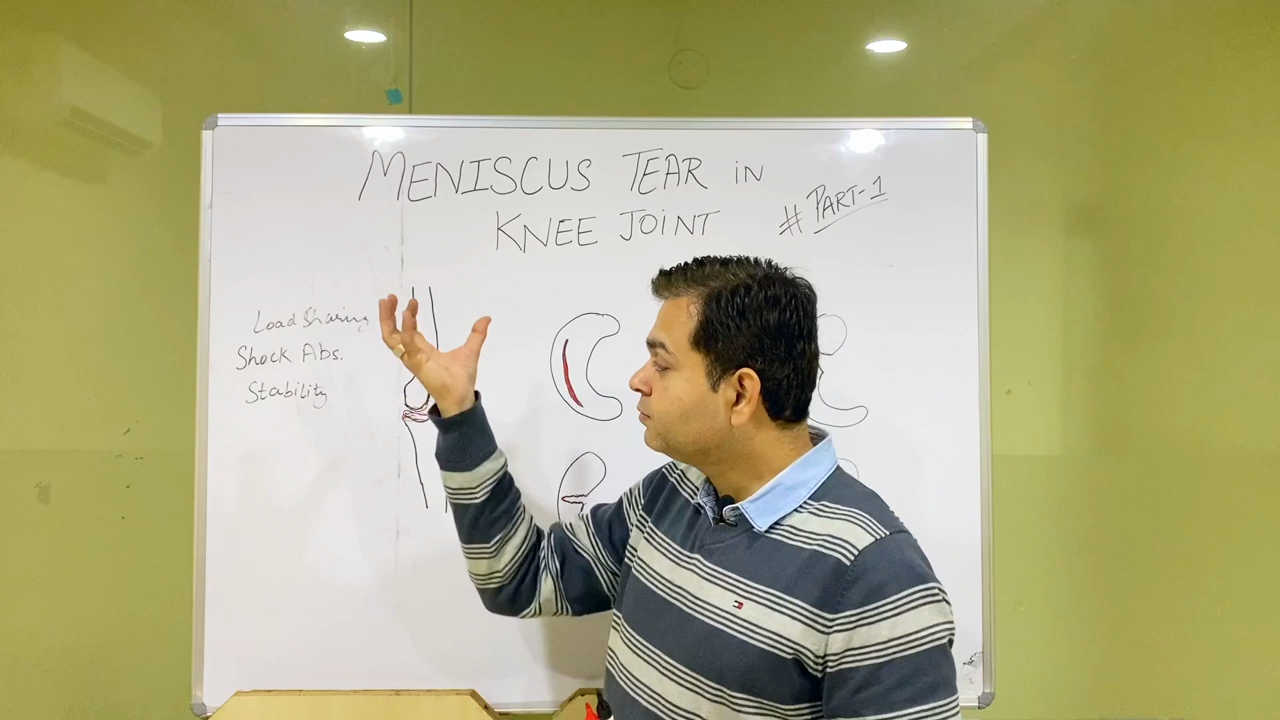 MENISCUS TEAR IN
KNEE JOINT
# PART-1
Load Sharing
Shock Abs.
Stability